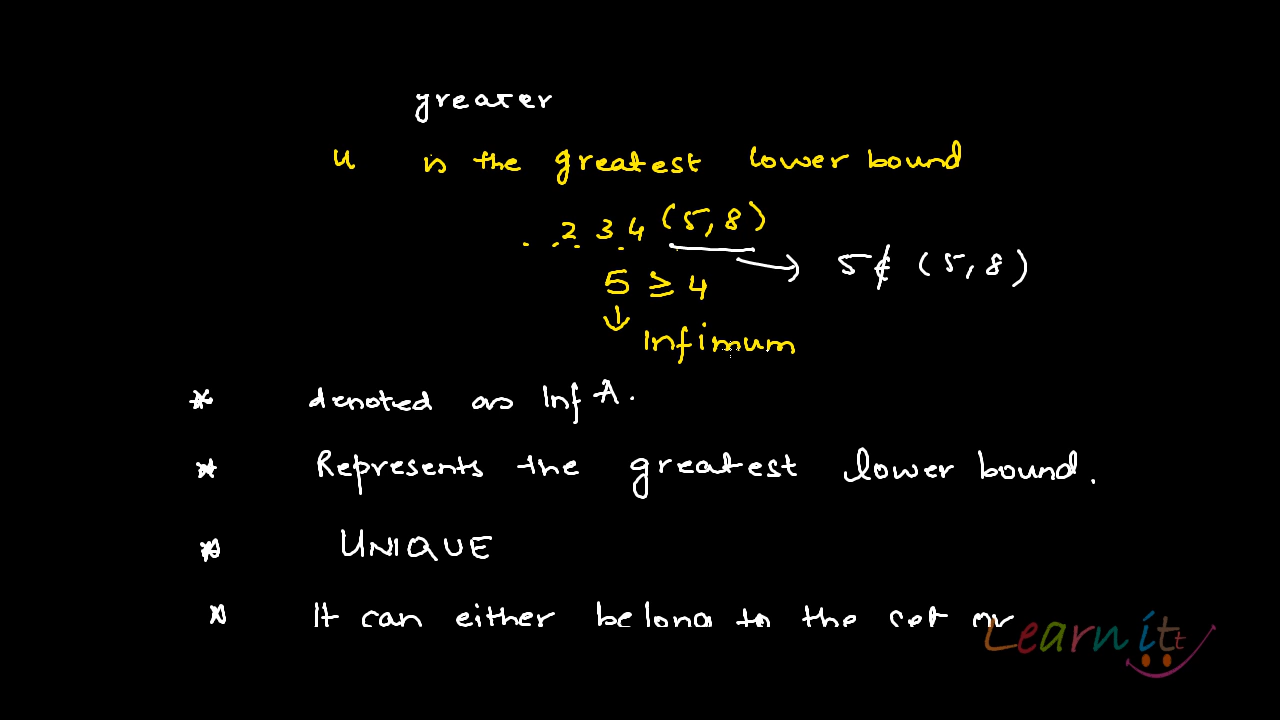 greater
u is the greatest lower bound
. . 2 . 3 . 4 (5, 8)
5 ∉ (5, 8)
5 ≥ 4
↓ Infimum
* denoted as Inf A.
* Represents the greatest lower bound.
* UNIQUE
* It can either belong to the set or
Learn itt